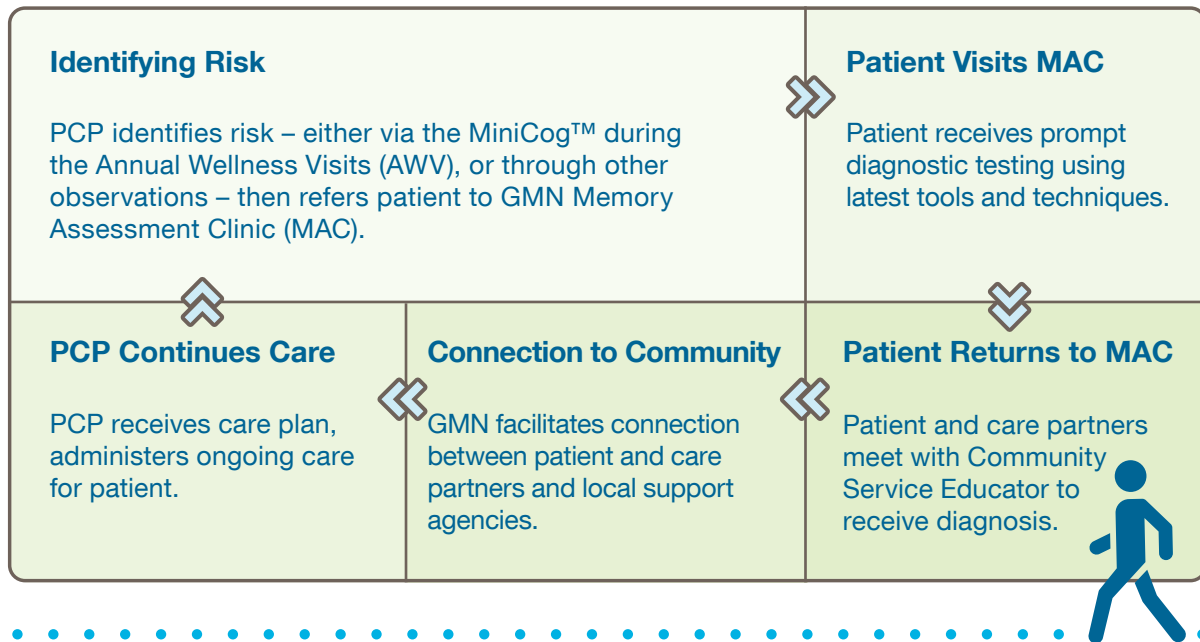 Identifying Risk
PCP identifies risk – either via the MiniCog™ during
the Annual Wellness Visits (AWV), or through other
observations – then refers patient to GMN Memory
Assessment Clinic (MAC).
Patient Visits MAC
Patient receives prompt
diagnostic testing using
latest tools and techniques.
Patient Returns to MAC
Patient and care partners
meet with Community
Service Educator to
receive diagnosis.
Connection to Community
GMN facilitates connection
between patient and care
partners and local support
agencies.
PCP Continues Care
PCP receives care plan,
administers ongoing care
for patient.